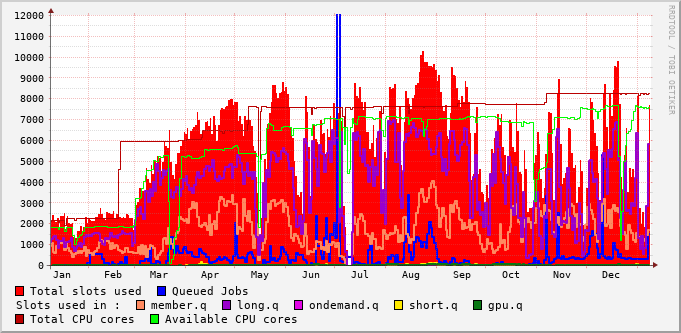 RRDTOOL / TOBI OETIKER
12000
11000
10000
9000
8000
7000
6000
5000
4000
3000
2000
1000
0
Jan Feb Mar Apr May Jun Jul Aug Sep Oct Nov Dec
Total slots used Queued Jobs
Slots used in : member.q long.q ondemand.q short.q gpu.q
Total CPU cores Available CPU cores